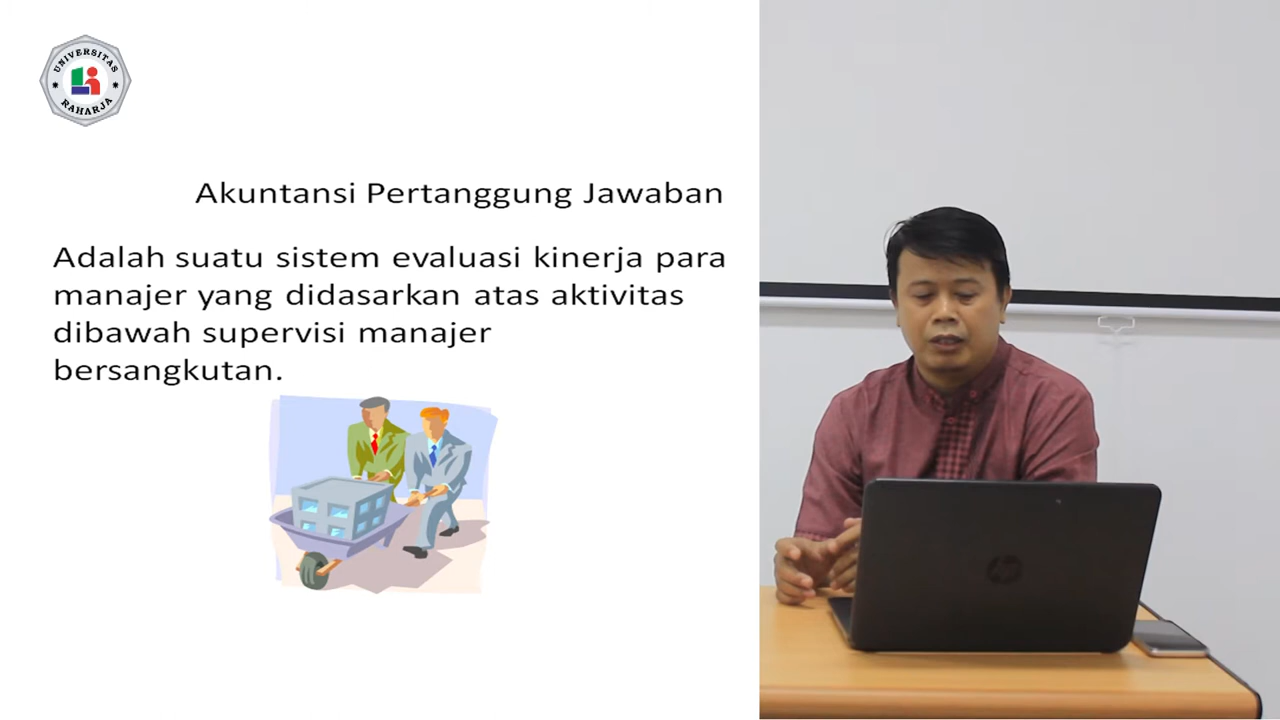 UNIVERSITAS
RAHARJA
Akuntansi Pertanggung Jawaban
Adalah suatu sistem evaluasi kinerja para
manajer yang didasarkan atas aktivitas
dibawah supervisi manajer
bersangkutan.
hp